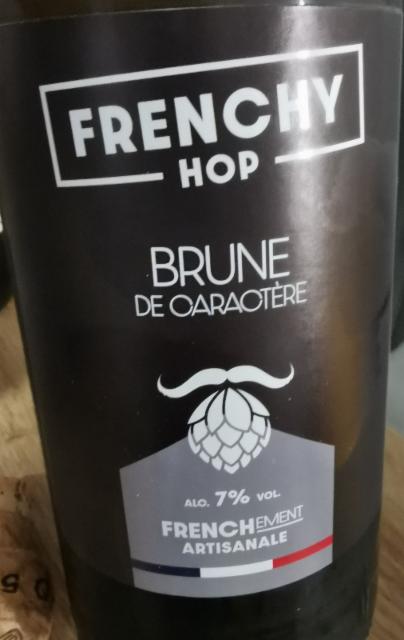 FRENCHY
HOP
BRUNE
DE CARACTÈRE
ALC. 7% VOL.
FRENCHEMENT
ARTISANALE